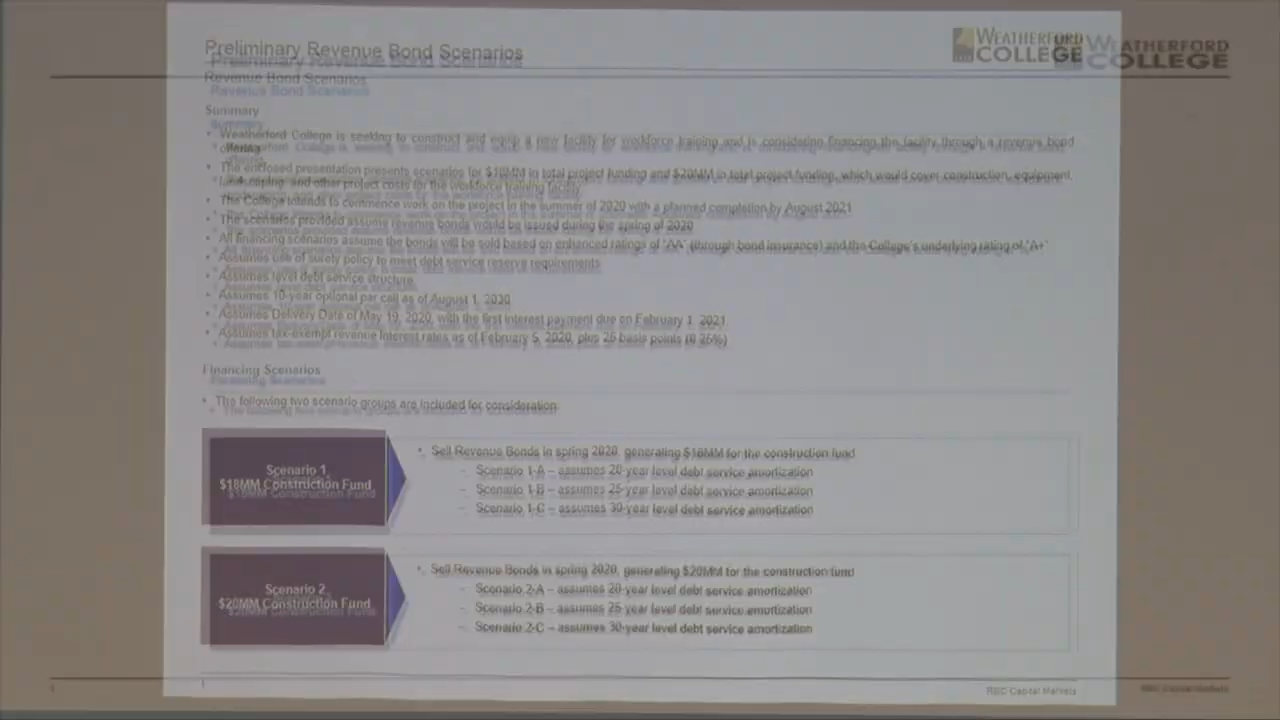 Preliminary Revenue Bond Scenarios
WEATHERFORD
COLLEGE
Revenue Bond Scenarios
Summary
• Weatherford College is seeking to construct and equip a new facility for workforce training and is considering financing the facility through a revenue bond
offering
• The enclosed presentation presents scenarios for $18MM in total project funding and $20MM in total project funding, which would cover construction, equipment,
landscaping and other project costs for the workforce training facility
• The College intends to commence work on the project in the summer of 2020 with a planned completion by August 2021
• The scenarios provided assume revenue bonds would be issued during the spring of 2020
• All financing scenarios assume the bonds will be sold based on enhanced ratings of 'AA' (through bond insurance) and the College's underlying rating of 'A+'
• Assumes use of surety policy to meet debt service reserve requirements
• Assumes level debt service structure
• Assumes 10-year optional par call as of August 1, 2020
• Assumes Delivery Date of May 19, 2020, with the first interest payment due on February 1, 2021
• Assumes tax-exempt revenue interest rates as of February 5, 2020, plus 25 basis points (0.25%)
Financing Scenarios
• The following two scenario groups are included for consideration
Scenario 1
$18MM Construction Fund
• Sell Revenue Bonds in spring 2020, generating $18MM for the construction fund
– Scenario 1-A – assumes 20-year level debt service amortization
– Scenario 1-B – assumes 25-year level debt service amortization
– Scenario 1-C – assumes 30-year level debt service amortization
Scenario 2
$20MM Construction Fund
• Sell Revenue Bonds in spring 2020, generating $20MM for the construction fund
– Scenario 2-A – assumes 20-year level debt service amortization
– Scenario 2-B – assumes 25-year level debt service amortization
– Scenario 2-C – assumes 30-year level debt service amortization
1
RBC Capital Markets